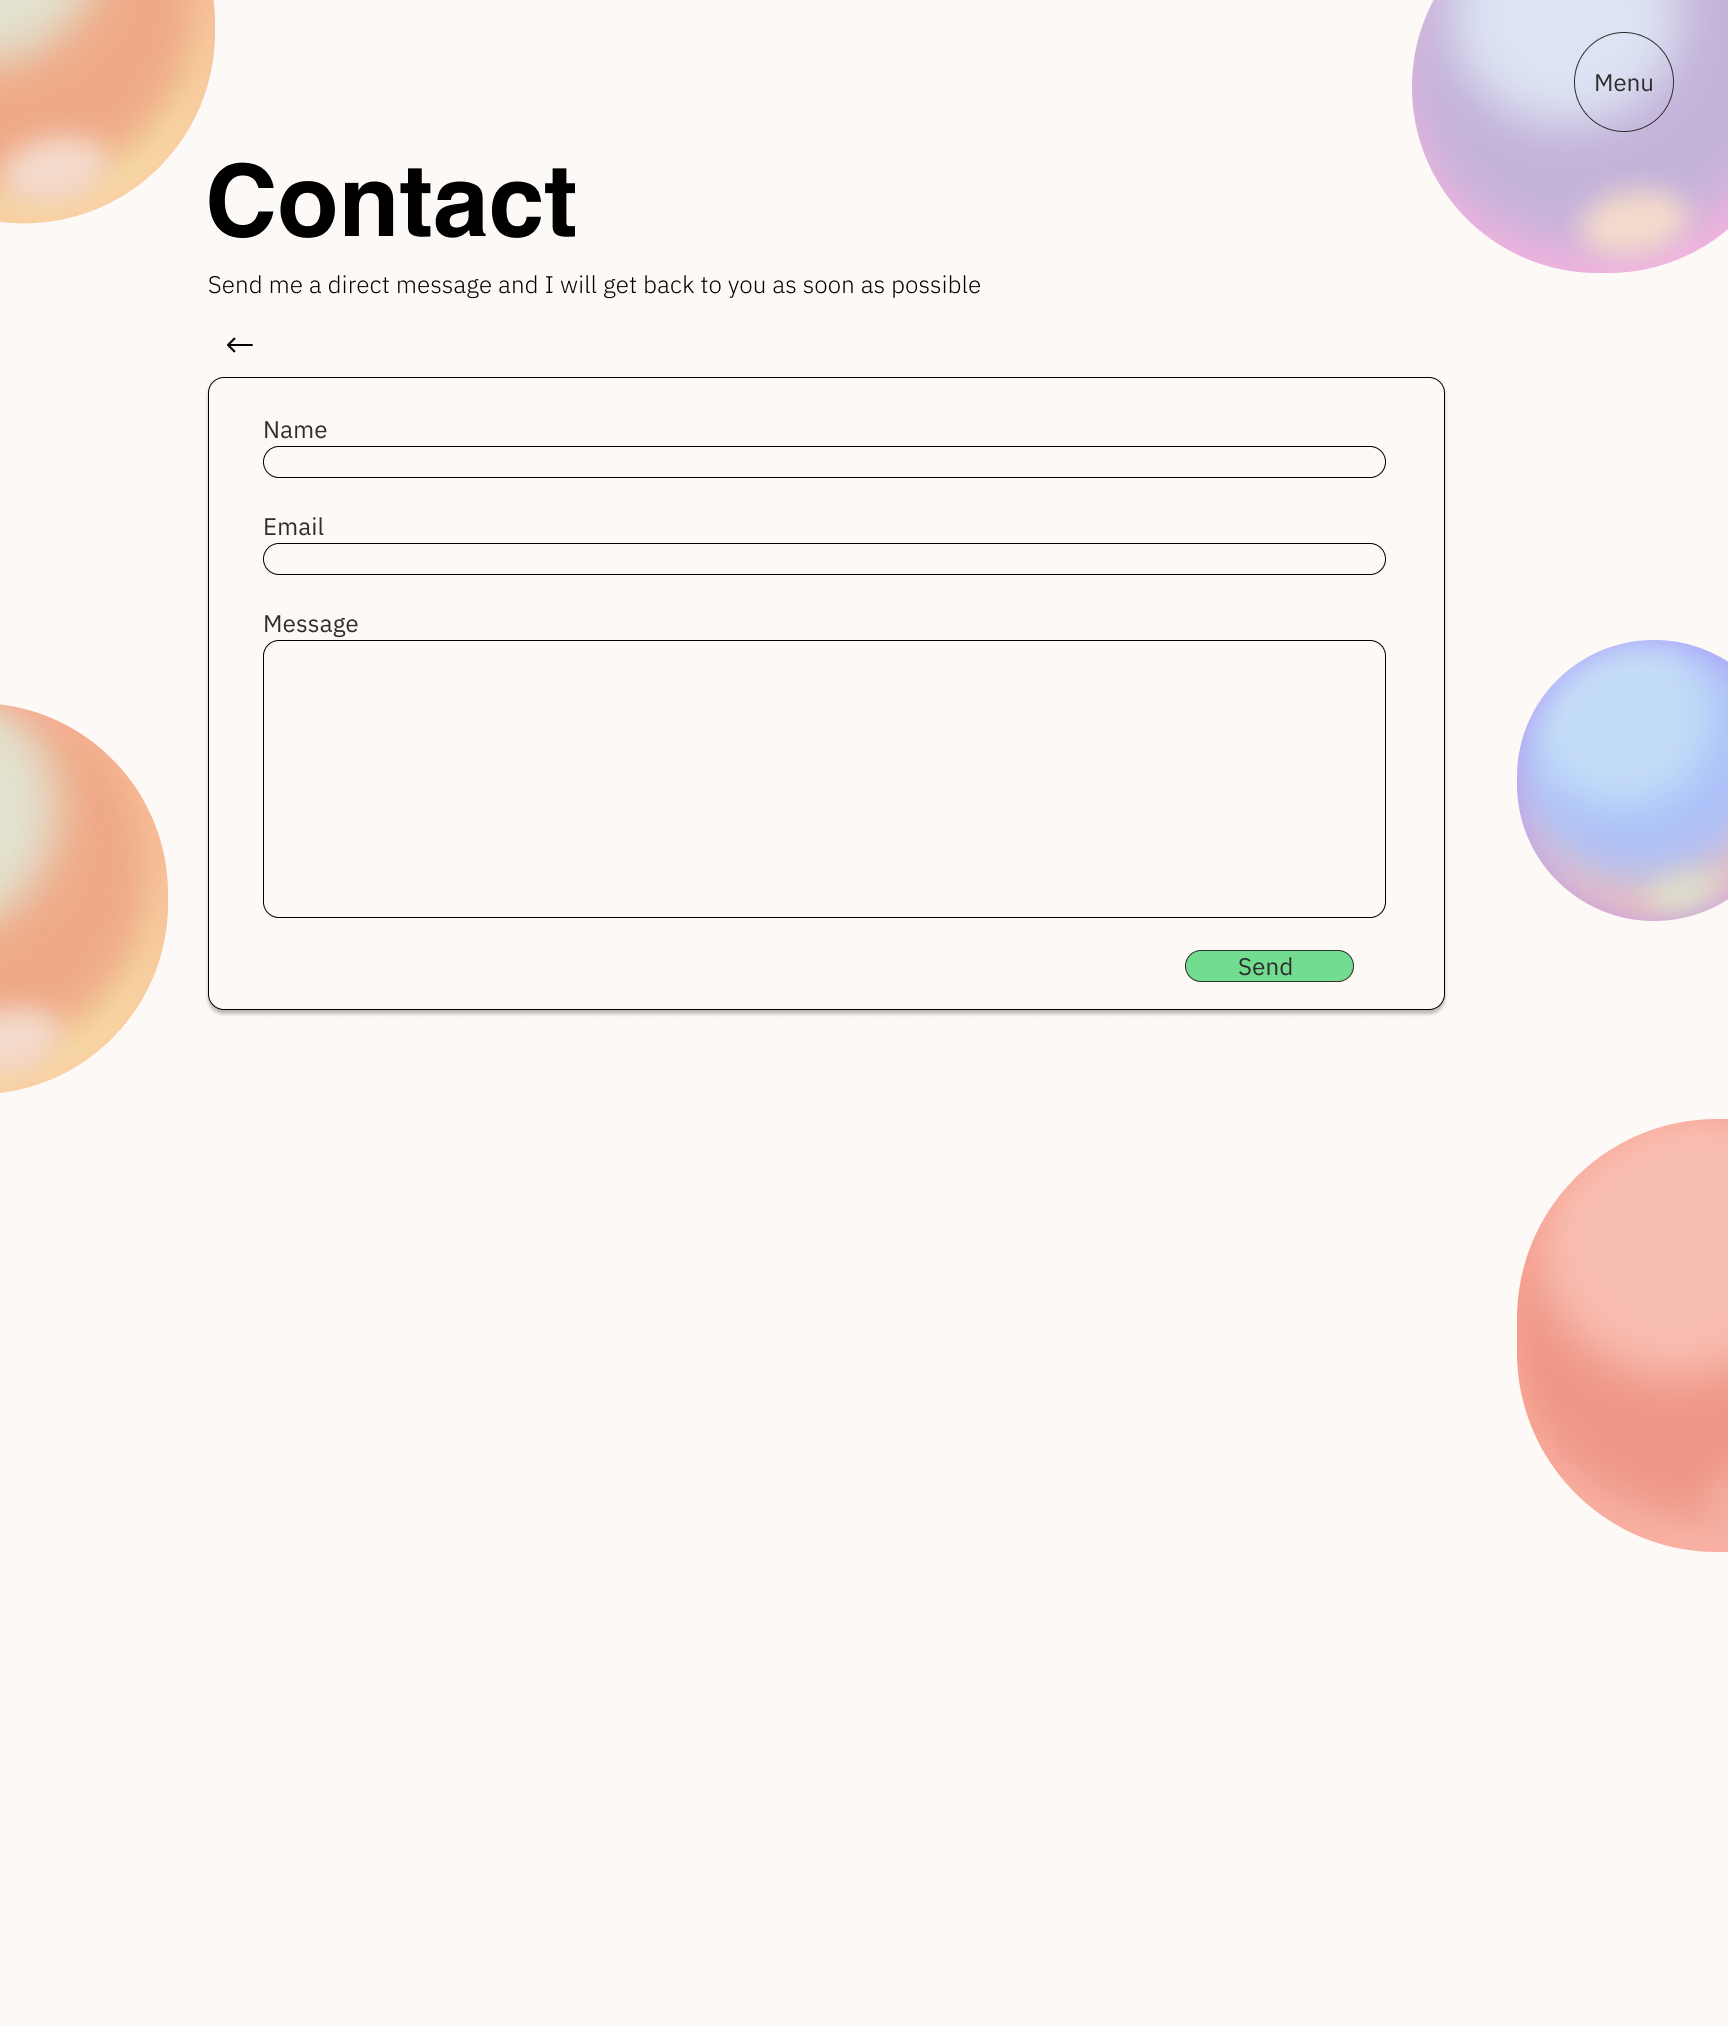 Menu
Contact
Send me a direct message and I will get back to you as soon as possible
Name
Email
Message
Send